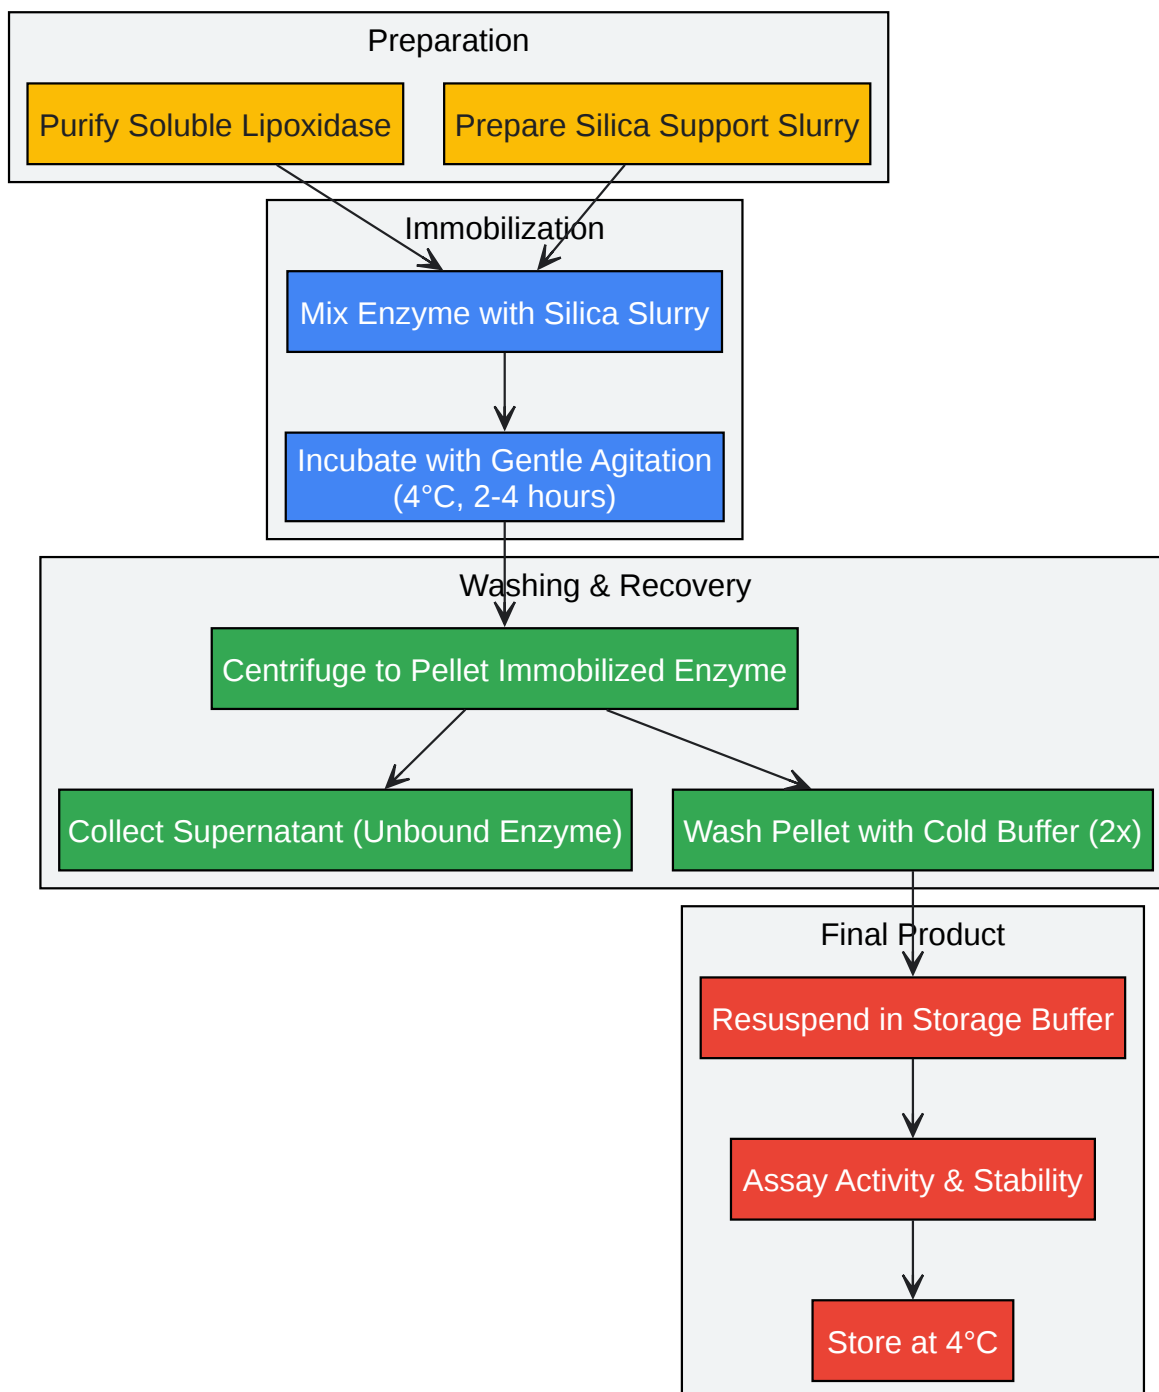 Preparation
Purify Soluble Lipoxidase
Prepare Silica Support Slurry
Immobilization
Mix Enzyme with Silica Slurry
Incubate with Gentle Agitation
(4°C, 2-4 hours)
Washing & Recovery
Centrifuge to Pellet Immobilized Enzyme
Collect Supernatant (Unbound Enzyme)
Wash Pellet with Cold Buffer (2x)
Final Product
Resuspend in Storage Buffer
Assay Activity & Stability
Store at 4°C